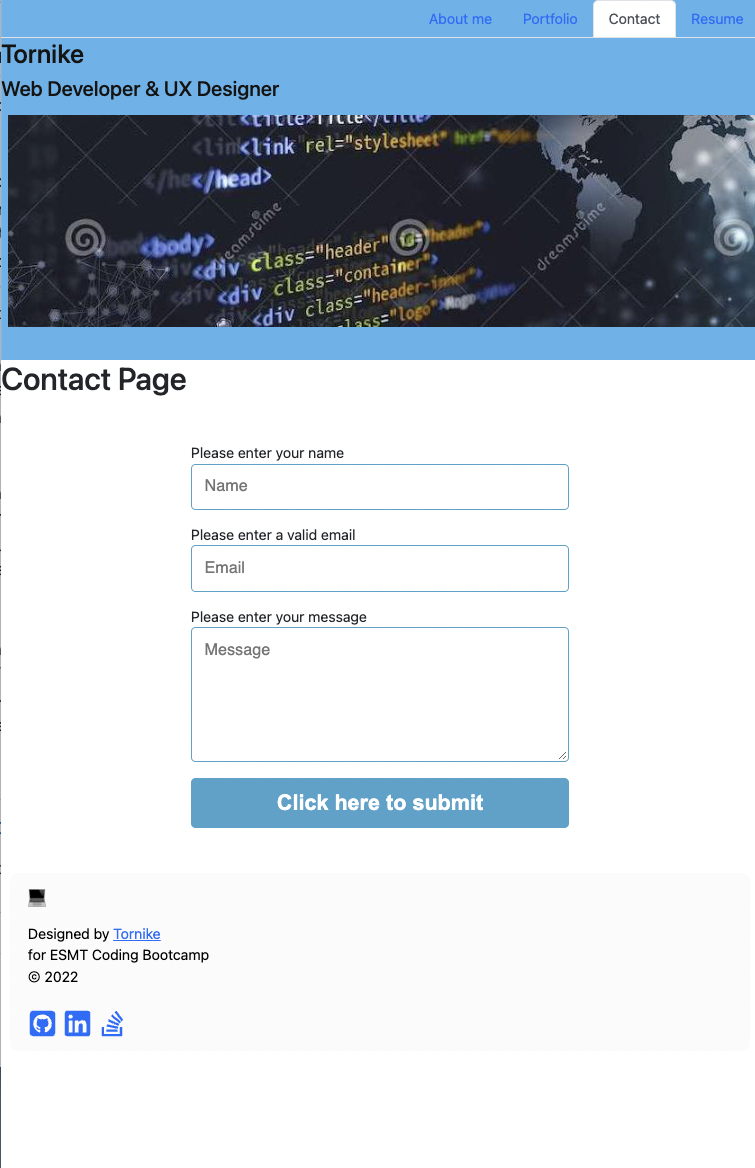 About me Portfolio Contact Resume
Tornike
Web Developer & UX Designer
<title>Title</title>
<link rel="stylesheet" href=
</head>
<body>
<div class="header" id="header">
<div class="container">
<div class="header-inner">
<div class="logo">
dreamstime
dreamstime
Contact Page
Please enter your name
Name
Please enter a valid email
Email
Please enter your message
Message
Click here to submit
Designed by Tornike
for ESMT Coding Bootcamp
© 2022